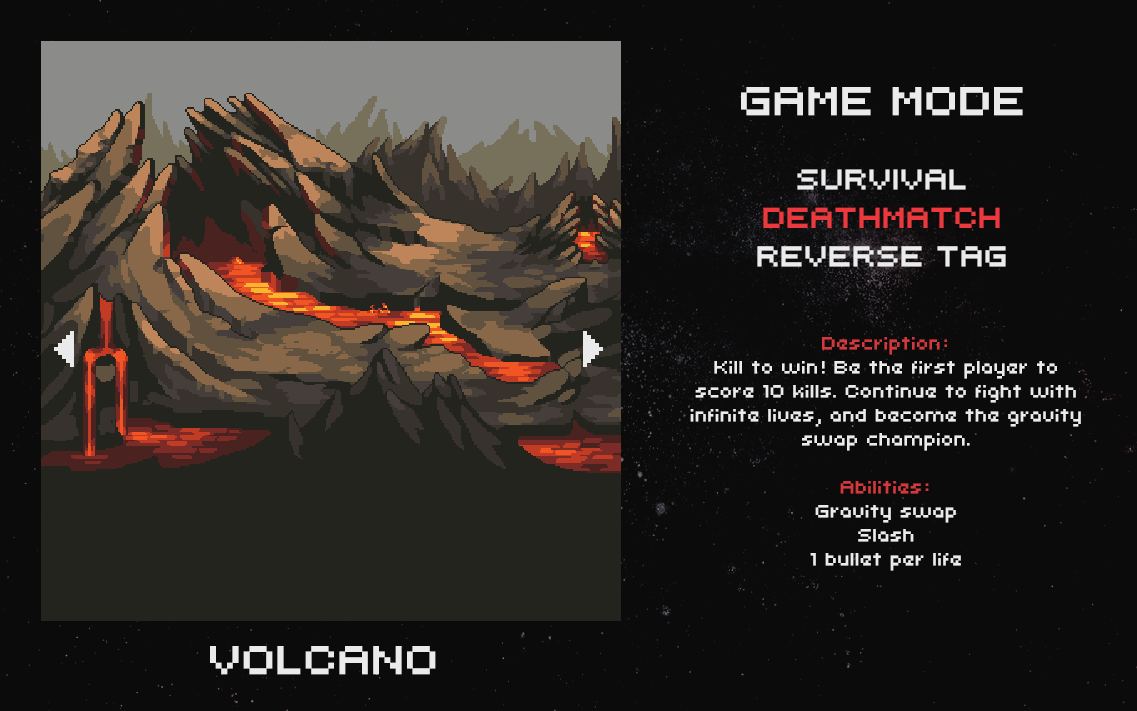 GAME MODE
SURVIVAL
DEATHMATCH
REVERSE TAG
Description:
Kill to win! Be the first player to
score 10 kills. Continue to fight with
infinite lives, and become the gravity
swap champion.
Abilities:
Gravity swap
Slash
1 bullet per life
VOLCANO